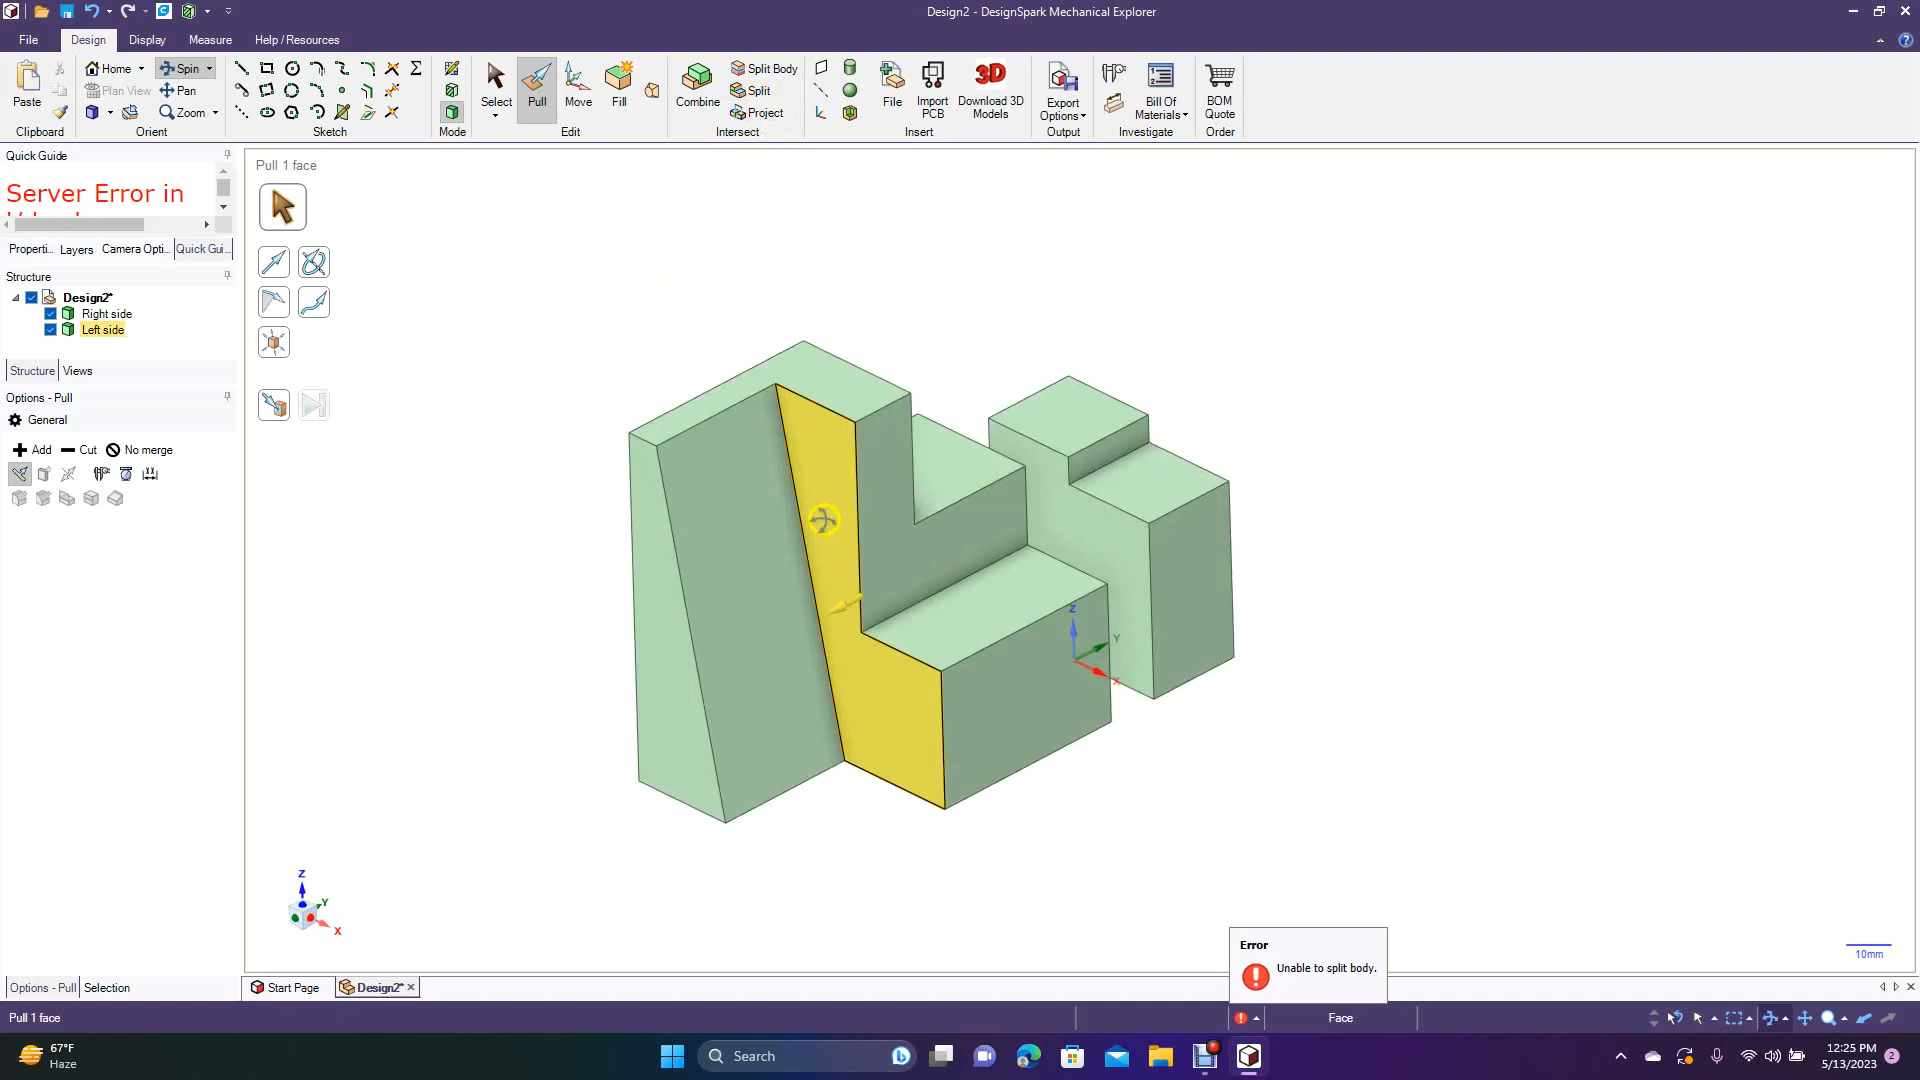 Design2 - DesignSpark Mechanical Explorer
File Design Display Measure Help / Resources
Paste
Clipboard
Home Spin
Plan View Pan
Zoom
Orient
Sketch
Mode
Select Pull Move Fill
Edit
Combine Split Body
Split
Project
Intersect
File Import PCB Download 3D Models
Insert
3D
Export Options
Output
Bill Of Materials
Investigate
BOM Quote
Order
Quick Guide
Server Error in
Properti... Layers Camera Opti... Quick Gui...
Structure
Design2*
Right side
Left side
Structure Views
Options - Pull
General
Add Cut No merge
Pull 1 face
Z
Y
X
Z
Y
X
10mm
Error
Unable to split body.
Options - Pull Selection
Start Page Design2*
Pull 1 face
Face
67°F
Haze
Search
12:25 PM
5/13/2023
2